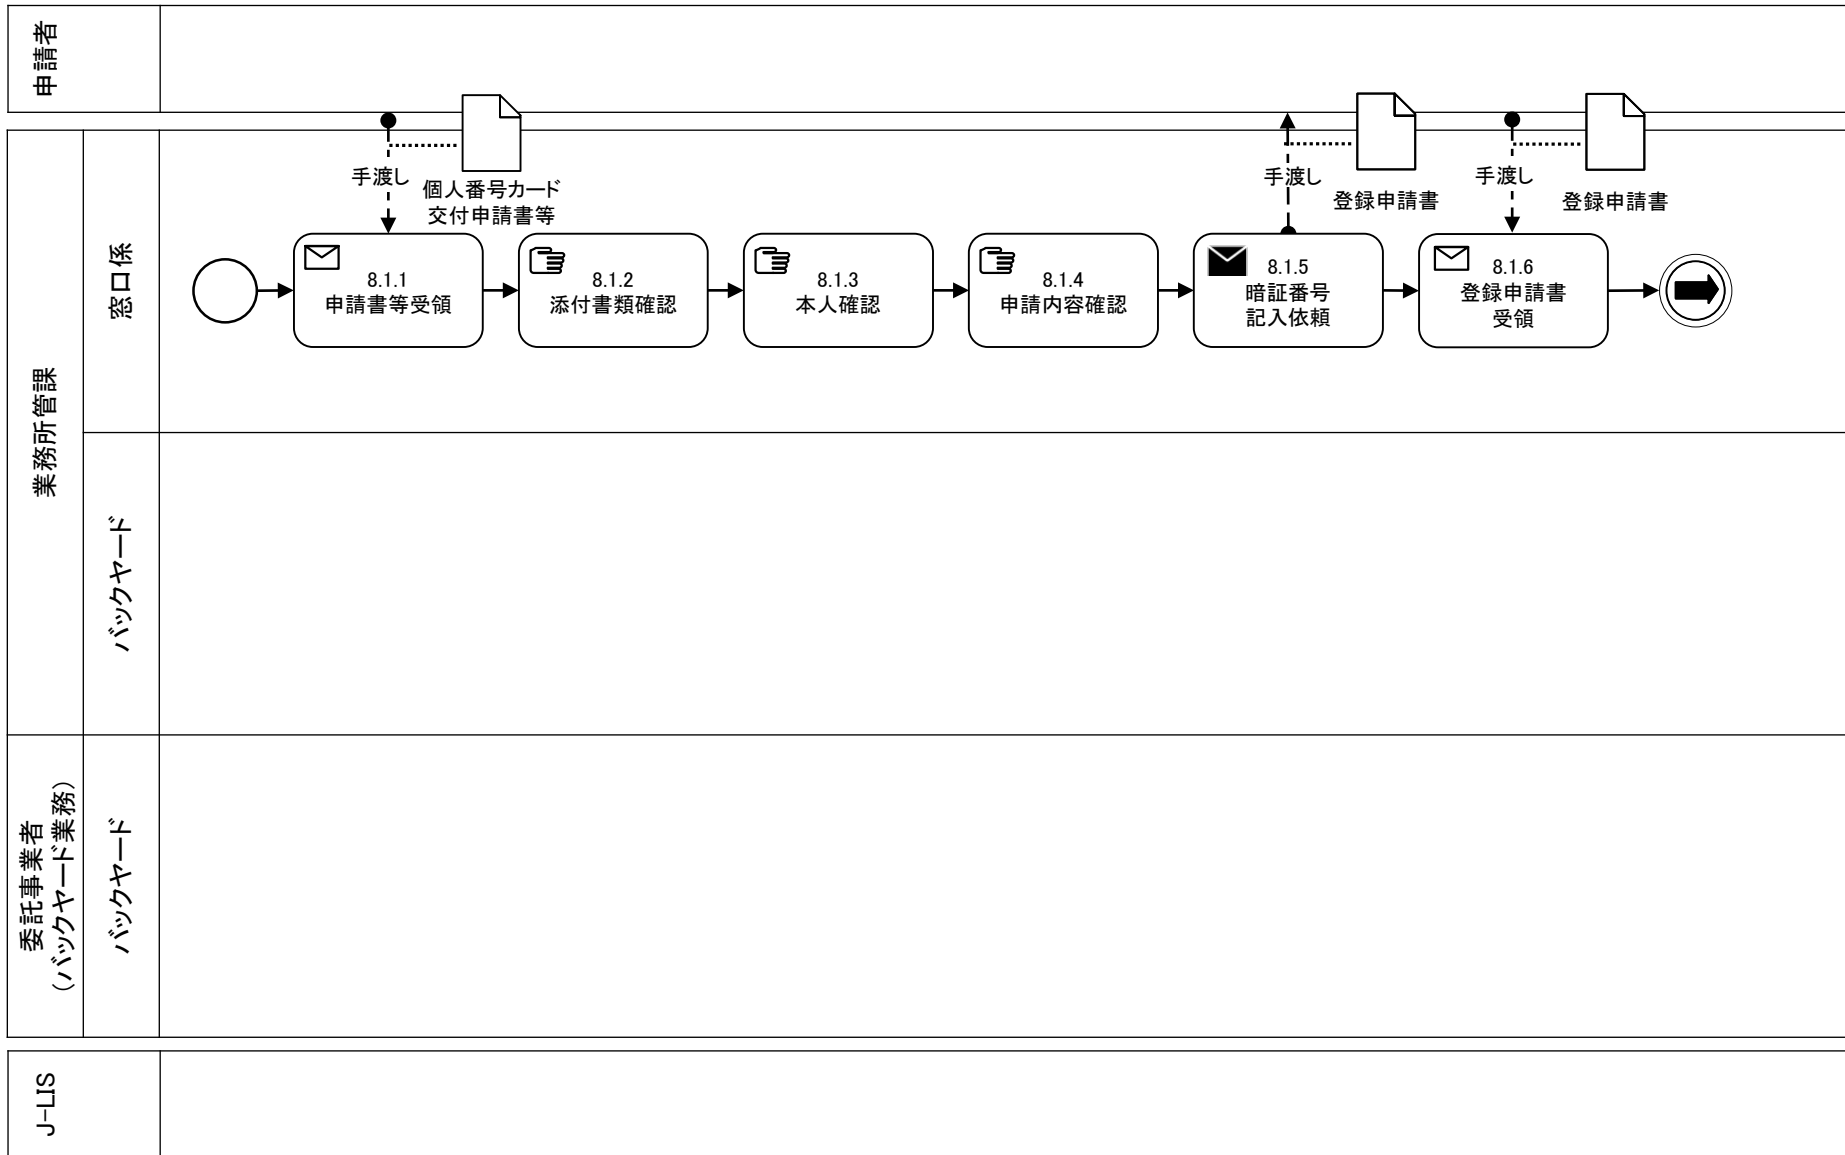 申請者
手渡し
個人番号カード
交付申請書等
手渡し
登録申請書
手渡し
登録申請書
業務所管課
窓口係
8.1.1
申請書等受領
8.1.2
添付書類確認
8.1.3
本人確認
8.1.4
申請内容確認
8.1.5
暗証番号
記入依頼
8.1.6
登録申請書
受領
バックヤード
委託事業者
（バックヤード業務）
バックヤード
J-LIS